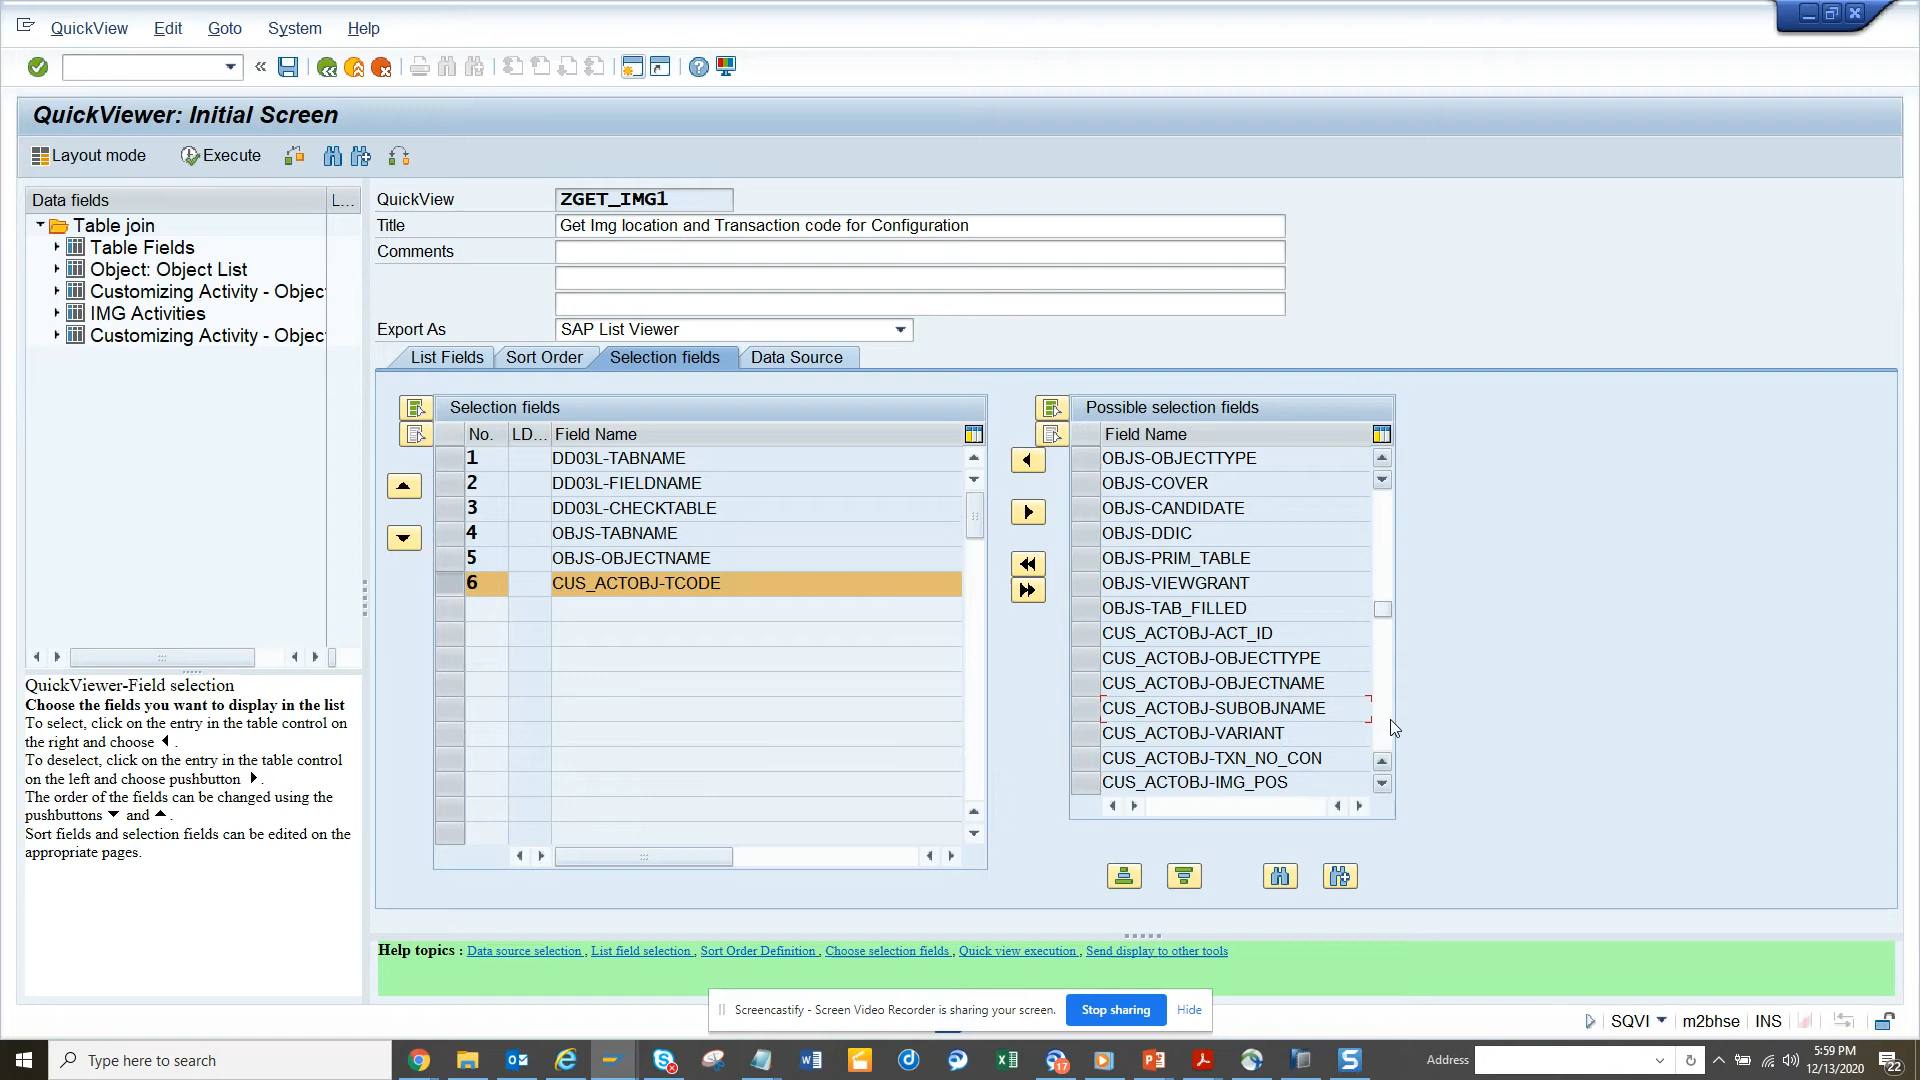 QuickView Edit Goto System Help
QuickViewer: Initial Screen
Layout mode Execute
Data fields L...
Table join
Table Fields
Object: Object List
Customizing Activity - Objec
IMG Activities
Customizing Activity - Objec
QuickViewer-Field selection
Choose the fields you want to display in the list
To select, click on the entry in the table control on
the right and choose .
To deselect, click on the entry in the table control
on the left and choose pushbutton .
The order of the fields can be changed using the
pushbuttons and .
Sort fields and selection fields can be edited on the
appropriate pages.
QuickView ZGET_IMG1
Title Get Img location and Transaction code for Configuration
Comments
Export As SAP List Viewer
List Fields Sort Order Selection fields Data Source
Selection fields
No. LD... Field Name
1 DD03L-TABNAME
2 DD03L-FIELDNAME
3 DD03L-CHECKTABLE
4 OBJS-TABNAME
5 OBJS-OBJECTNAME
6 CUS_ACTOBJ-TCODE
Possible selection fields
Field Name
OBJS-OBJECTTYPE
OBJS-COVER
OBJS-CANDIDATE
OBJS-DDIC
OBJS-PRIM_TABLE
OBJS-VIEWGRANT
OBJS-TAB_FILLED
CUS_ACTOBJ-ACT_ID
CUS_ACTOBJ-OBJECTTYPE
CUS_ACTOBJ-OBJECTNAME
CUS_ACTOBJ-SUBOBJNAME
CUS_ACTOBJ-VARIANT
CUS_ACTOBJ-TXN_NO_CON
CUS_ACTOBJ-IMG_POS
Help topics : Data source selection , List field selection , Sort Order Definition , Choose selection fields , Quick view execution , Send display to other tools
Screencastify - Screen Video Recorder is sharing your screen. Stop sharing Hide
SQVI m2bhse INS
Type here to search
17
Address
5:59 PM
12/13/2020
22